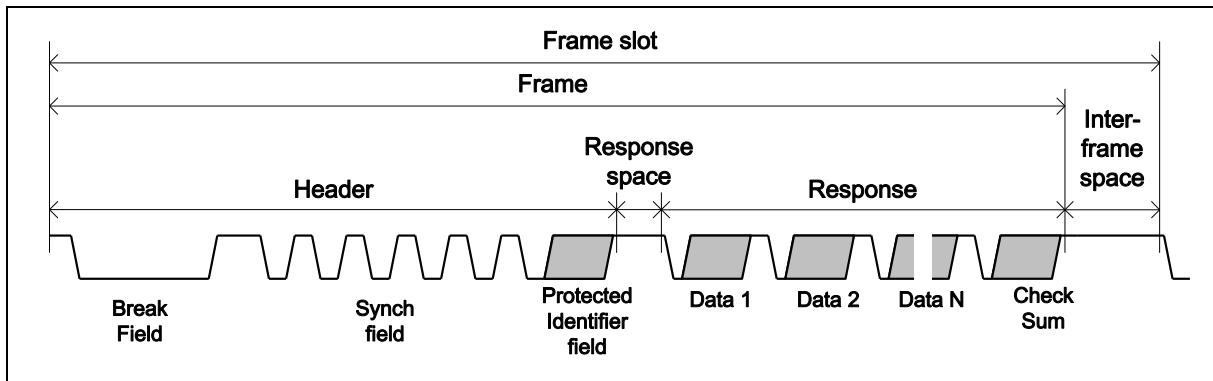 Frame slot
Frame
Inter-
frame
space
Response
space
Header
Response
Break
Field
Synch
field
Protected
Identifier
field
Data 1
Data 2
Data N
Check
Sum